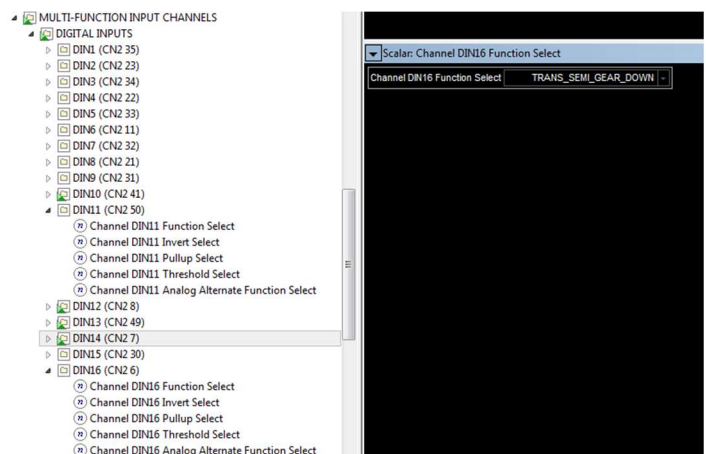 MULTI-FUNCTION INPUT CHANNELS
DIGITAL INPUTS
DIN1 (CN2 35)
DIN2 (CN2 23)
DIN3 (CN2 34)
DIN4 (CN2 22)
DIN5 (CN2 33)
DIN6 (CN2 11)
DIN7 (CN2 32)
DIN8 (CN2 21)
DIN9 (CN2 31)
DIN10 (CN2 41)
DIN11 (CN2 50)
n Channel DIN11 Function Select
n Channel DIN11 Invert Select
n Channel DIN11 Pullup Select
n Channel DIN11 Threshold Select
n Channel DIN11 Analog Alternate Function Select
DIN12 (CN2 8)
DIN13 (CN2 49)
DIN14 (CN2 7)
DIN15 (CN2 30)
DIN16 (CN2 6)
n Channel DIN16 Function Select
n Channel DIN16 Invert Select
n Channel DIN16 Pullup Select
n Channel DIN16 Threshold Select
n Channel DIN16 Analog Alternate Function Select
Scalar: Channel DIN16 Function Select
Channel DIN16 Function Select TRANS_SEMI_GEAR_DOWN